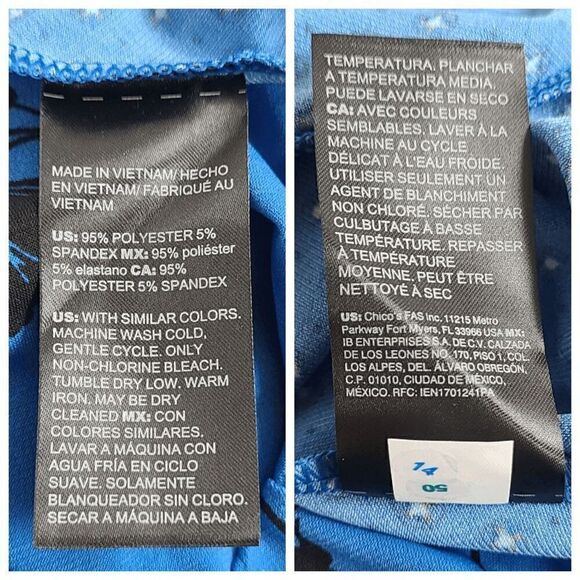 MADE IN VIETNAM/ HECHO
EN VIETNAM/ FABRIQUÉ AU
VIETNAM
US: 95% POLYESTER 5%
SPANDEX MX: 95% poliéster
5% elastano CA: 95%
POLYESTER 5% SPANDEX
US: WITH SIMILAR COLORS.
MACHINE WASH COLD,
GENTLE CYCLE. ONLY
NON-CHLORINE BLEACH.
TUMBLE DRY LOW. WARM
IRON. MAY BE DRY
CLEANED MX: CON
COLORES SIMILARES.
LAVAR A MÁQUINA CON
AGUA FRÍA EN CICLO
SUAVE. SOLAMENTE
BLANQUEADOR SIN CLORO.
SECAR A MÁQUINA A BAJA
TEMPERATURA. PLANCHAR
A TEMPERATURA MEDIA.
PUEDE LAVARSE EN SECO
CA: AVEC COULEURS
SEMBLABLES, LAVER À LA
MACHINE AU CYCLE
DÉLICAT À L'EAU FROIDE.
UTILISER SEULEMENT UN
AGENT DE BLANCHIMENT
NON CHLORÉ. SÉCHER PAR
CULBUTAGE À BASSE
TEMPÉRATURE. REPASSER
À TEMPÉRATURE
MOYENNE. PEUT ÊTRE
NETTOYÉ À SEC
US: Chico's FAS Inc. 11215 Metro
Parkway Fort Myers, FL 33966 USA MX:
IB ENTERPRISES S.A. DE C.V. CALZADA
DE LOS LEONES NO. 170, PISO 1, COL.
LOS ALPES, DEL. ÁLVARO OBREGÓN,
C.P. 01010, CIUDAD DE MÉXICO,
MÉXICO. RFC: IEN1701241PA
14
50